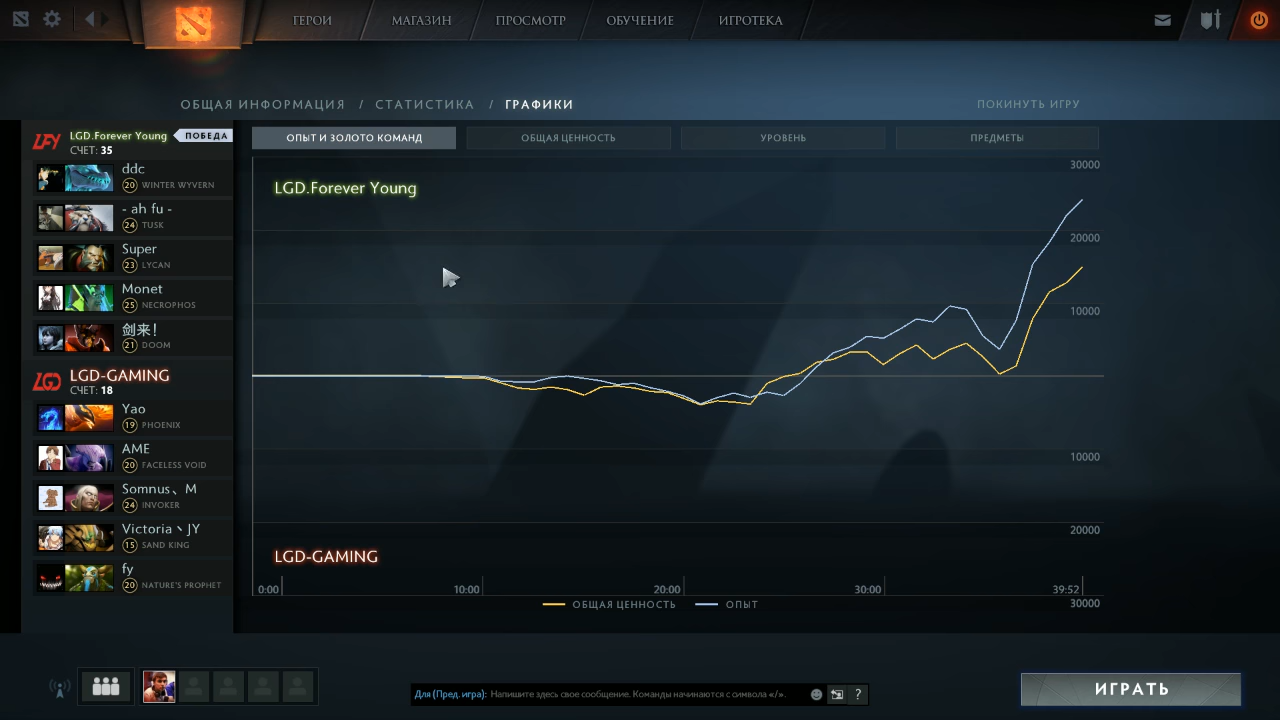 ГЕРОИ
МАГАЗИН
ПРОСМОТР
ОБУЧЕНИЕ
ИГРОТЕКА
ОБЩАЯ ИНФОРМАЦИЯ / СТАТИСТИКА / ГРАФИКИ
ПОКИНУТЬ ИГРУ
LFY
LGD.Forever Young
ПОБЕДА
СЧЕТ: 35
ddc
20 WINTER WYVERN
- ah fu -
24 TUSK
Super
23 LYCAN
Monet
25 NECROPHOS
剑来!
21 DOOM
LGD
LGD-GAMING
СЧЕТ: 18
Yao
19 PHOENIX
AME
20 FACELESS VOID
Somnus、M
24 INVOKER
Victoria丶JY
15 SAND KING
fy
20 NATURE'S PROPHET
ОПЫТ И ЗОЛОТО КОМАНД
ОБЩАЯ ЦЕННОСТЬ
УРОВЕНЬ
ПРЕДМЕТЫ
30000
LGD.Forever Young
20000
10000
10000
20000
LGD-GAMING
0:00
10:00
20:00
30:00
39:52
30000
ОБЩАЯ ЦЕННОСТЬ
ОПЫТ
Для (Пред. игра): Напишите здесь свое сообщение. Команды начинаются с символа «/».
?
ИГРАТЬ